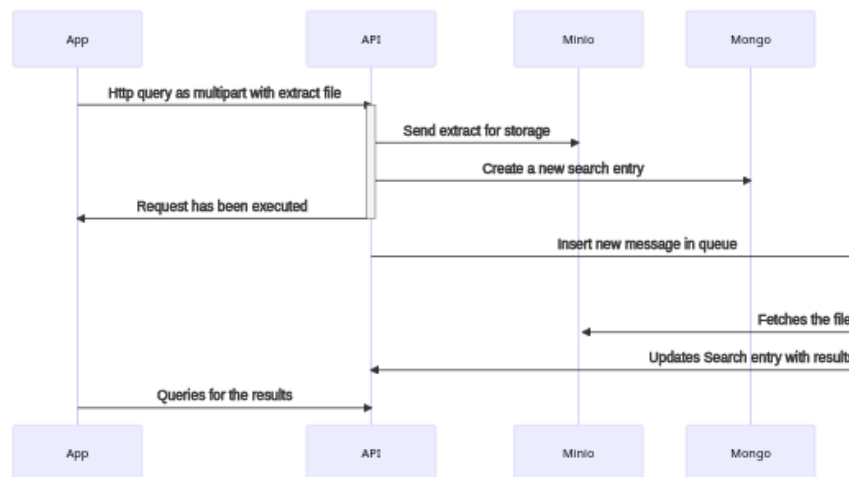 App API Minio Mongo
Http query as multipart with extract file
Send extract for storage
Create a new search entry
Request has been executed
Insert new message in queue
Fetches the file
Updates Search entry with results
Queries for the results
App API Minio Mongo